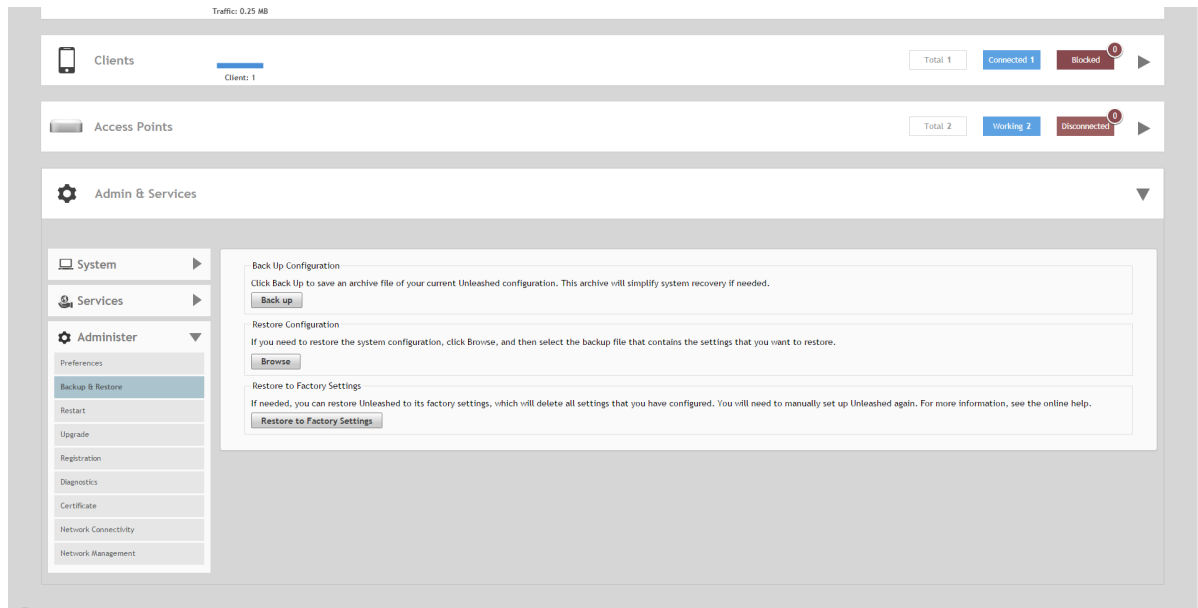 Traffic: 0.25 MB
Clients
Client: 1
Total 1
Connected 1
Blocked
0
Access Points
Total 2
Working 2
Disconnected
0
Admin & Services
System
Services
Administer
Preferences
Backup & Restore
Restart
Upgrade
Registration
Diagnostics
Certificate
Network Connectivity
Network Management
Back Up Configuration
Click Back Up to save an archive file of your current Unleashed configuration. This archive will simplify system recovery if needed.
Back up
Restore Configuration
If you need to restore the system configuration, click Browse, and then select the backup file that contains the settings that you want to restore.
Browse
Restore to Factory Settings
If needed, you can restore Unleashed to its factory settings, which will delete all settings that you have configured. You will need to manually set up Unleashed again. For more information, see the online help.
Restore to Factory Settings